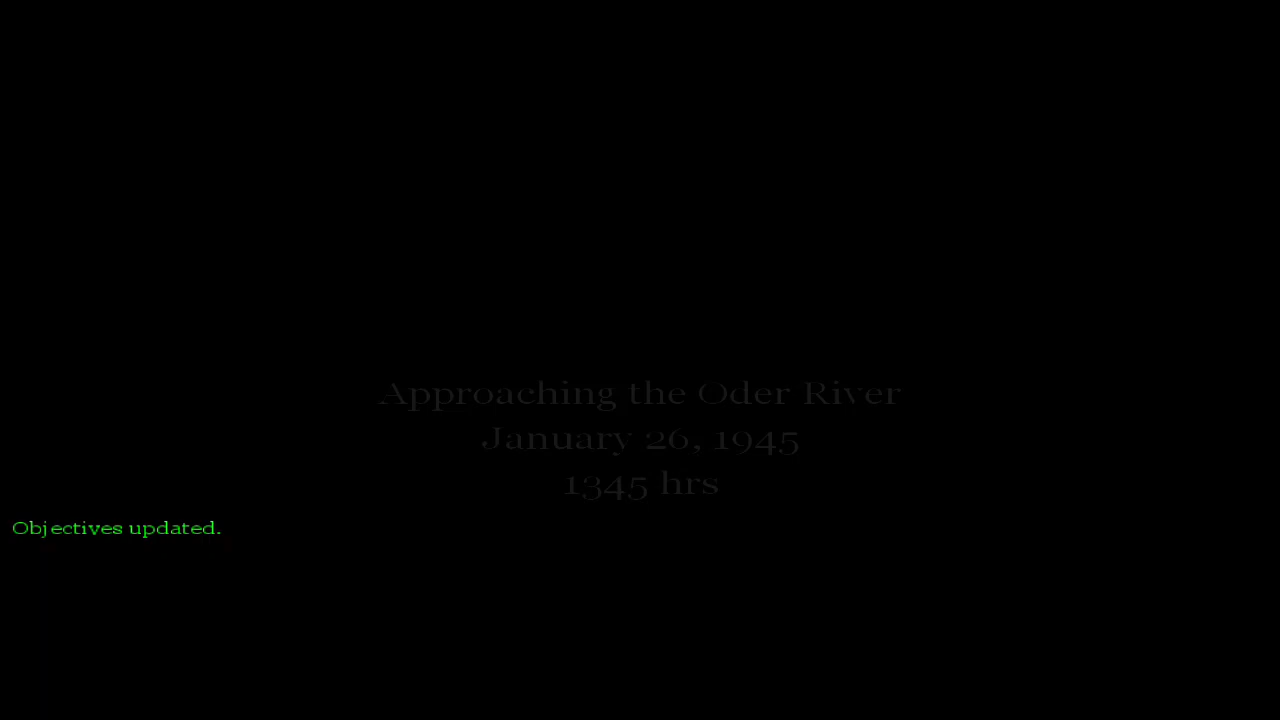 Approaching the Oder River
January 26, 1945
1345 hrs
Objectives updated.